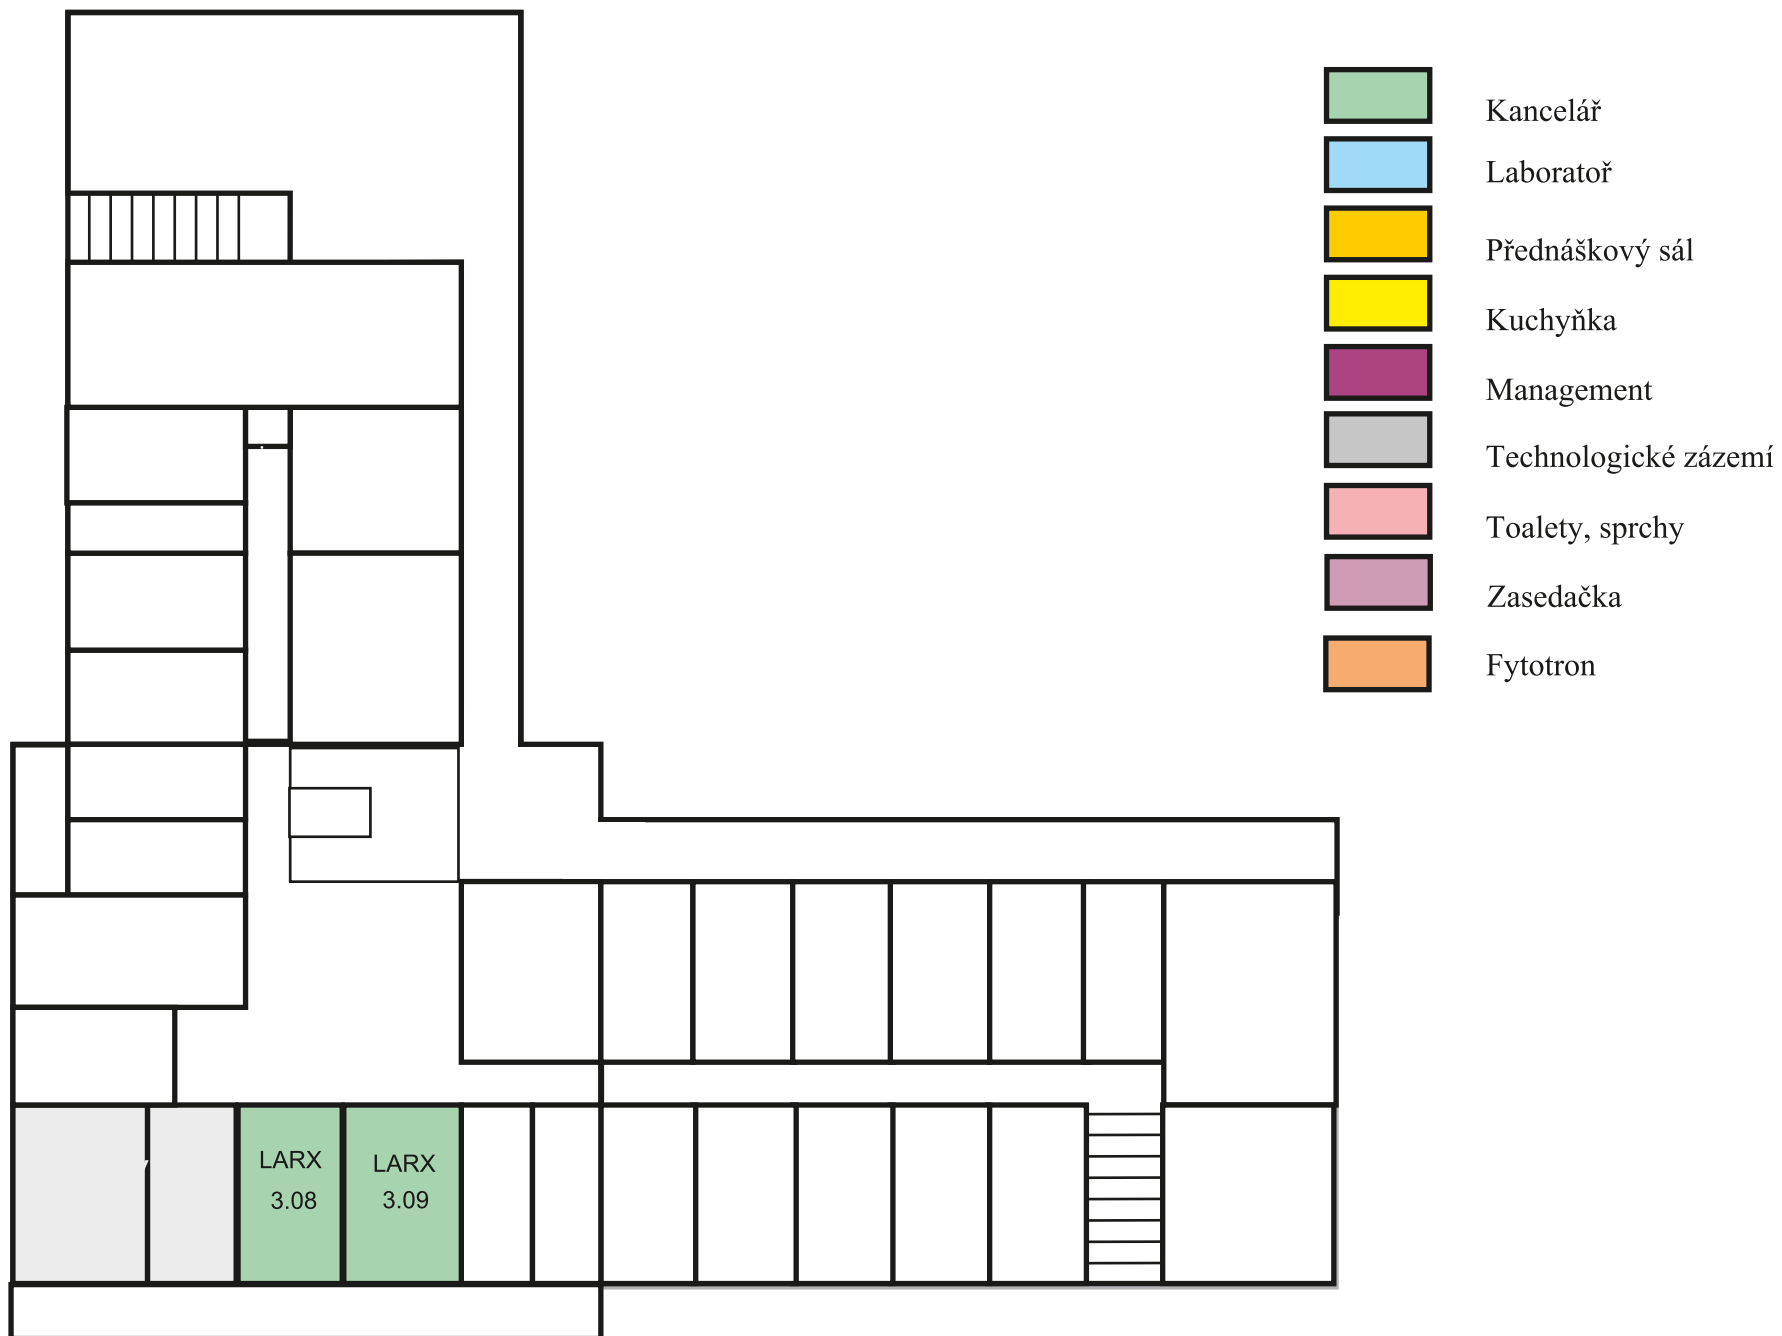 Kancelář
Laboratoř
Přednáškový sál
Kuchyňka
Management
Technologické zázemí
Toalety, sprchy
Zasedačka
Fytotron
LARX
3.08
LARX
3.09